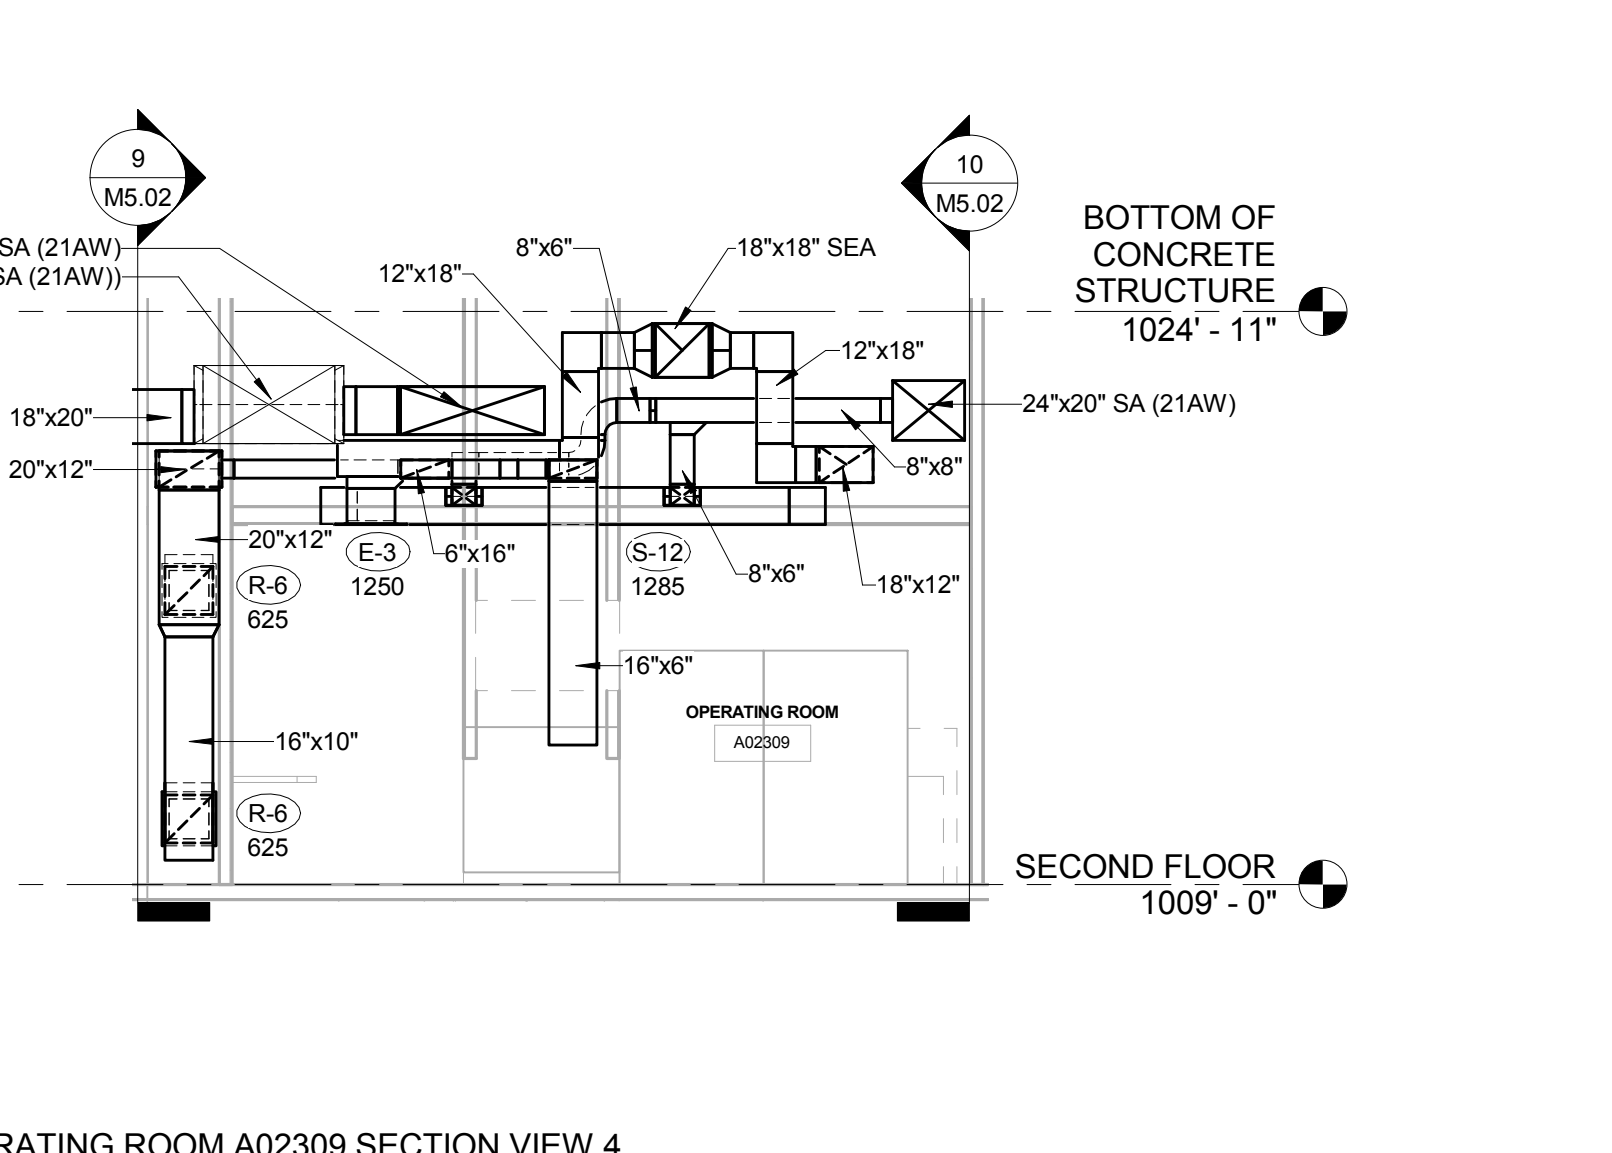 9
M5.02
10
M5.02
BOTTOM OF
CONCRETE
STRUCTURE
1024' - 11"
SA (21AW)
SA (21AW))
12"x18"
8"x6"
18"x18" SEA
12"x18"
18"x20"
24"x20" SA (21AW)
20"x12"
8"x8"
20"x12"
E-3
1250
6"x16"
S-12
1285
8"x6"
18"x12"
R-6
625
16"x6"
OPERATING ROOM
A02309
16"x10"
R-6
625
SECOND FLOOR
1009' - 0"
RATING ROOM A02309 SECTION VIEW 4